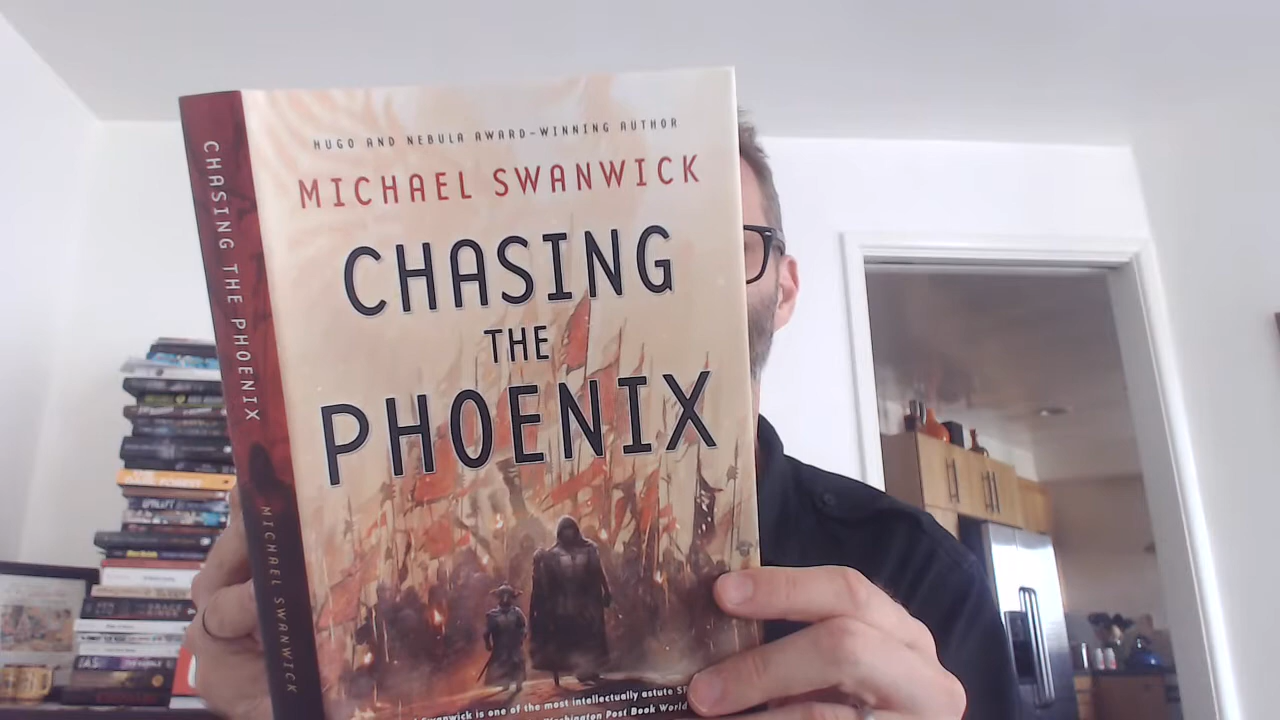 HUGO AND NEBULA AWARD-WINNING AUTHOR
MICHAEL SWANWICK
CHASING
THE
PHOENIX
Swanwick is one of the most intellectually astute
Washington Post Book World
CHASING THE PHOENIX
MICHAEL SWANWICK